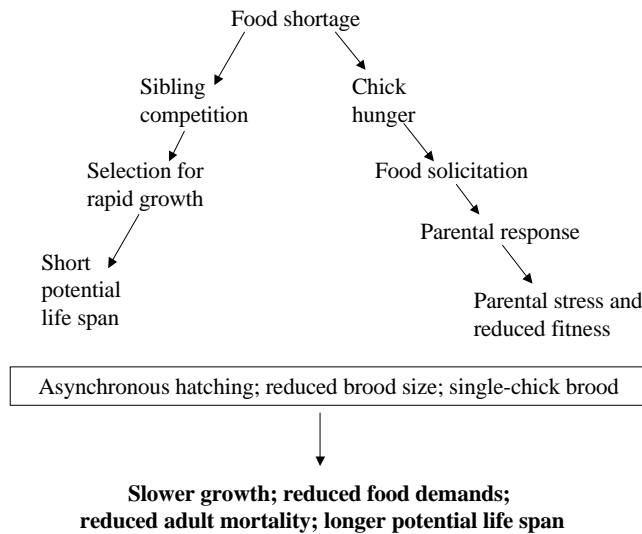 Food shortage
Sibling
competition
Chick
hunger
Selection for
rapid growth
Food solicitation
Parental response
Short
potential
life span
Parental stress and
reduced fitness
Asynchronous hatching; reduced brood size; single-chick brood
Slower growth; reduced food demands;
reduced adult mortality; longer potential life span